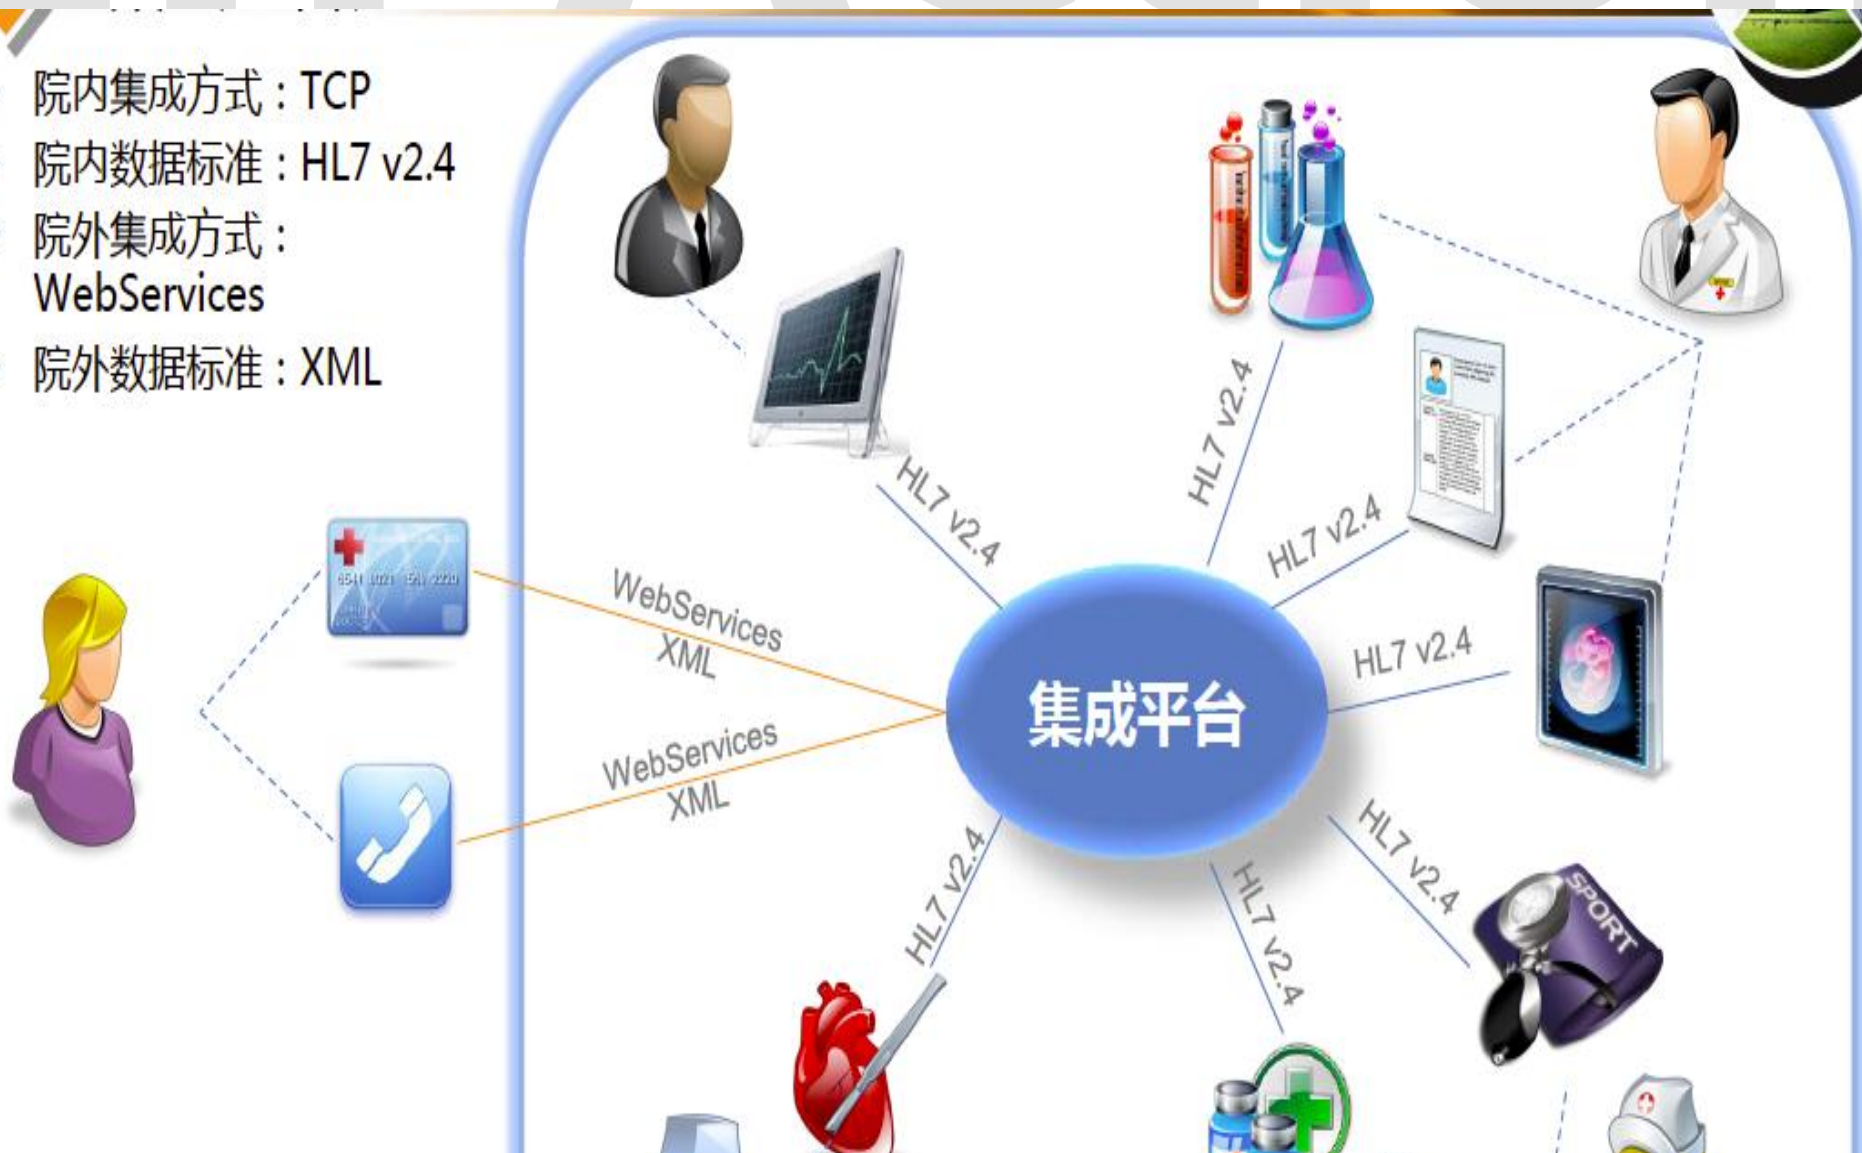 院内集成方式：TCP
院内数据标准：HL7 v2.4
院外集成方式：
WebServices
院外数据标准：XML
HL7 v2.4
HL7 v2.4
HL7 v2.4
HL7 v2.4
WebServices
XML
集成平台
WebServices
XML
HL7 v2.4
HL7 v2.4
HL7 v2.4
SPORT